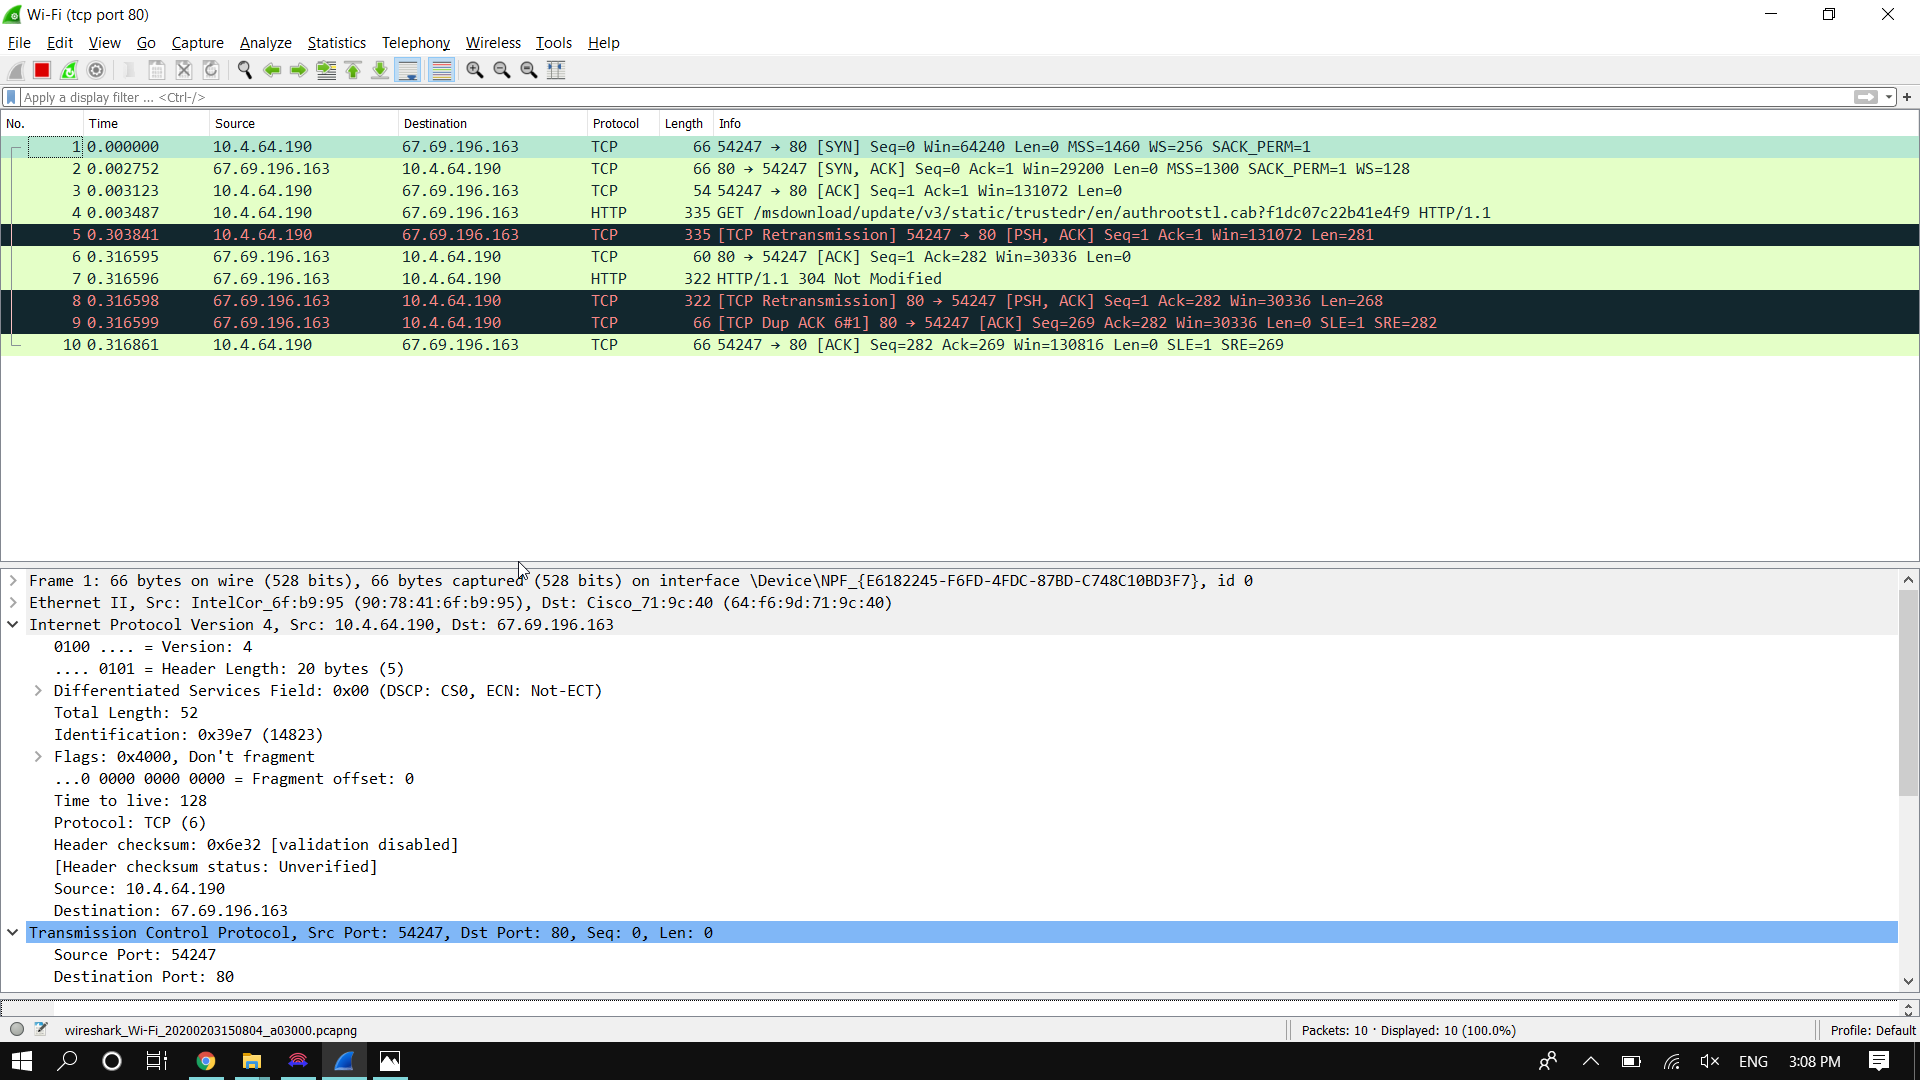 Wi-Fi (tcp port 80)
File Edit View Go Capture Analyze Statistics Telephony Wireless Tools Help
Apply a display filter ... <Ctrl-/>
+
No. Time Source Destination Protocol Length Info
1 0.000000 10.4.64.190 67.69.196.163 TCP 66 54247 → 80 [SYN] Seq=0 Win=64240 Len=0 MSS=1460 WS=256 SACK_PERM=1
2 0.002752 67.69.196.163 10.4.64.190 TCP 66 80 → 54247 [SYN, ACK] Seq=0 Ack=1 Win=29200 Len=0 MSS=1300 SACK_PERM=1 WS=128
3 0.003123 10.4.64.190 67.69.196.163 TCP 54 54247 → 80 [ACK] Seq=1 Ack=1 Win=131072 Len=0
4 0.003487 10.4.64.190 67.69.196.163 HTTP 335 GET /msdownload/update/v3/static/trustedr/en/authrootstl.cab?f1dc07c22b41e4f9 HTTP/1.1
5 0.303841 10.4.64.190 67.69.196.163 TCP 335 [TCP Retransmission] 54247 → 80 [PSH, ACK] Seq=1 Ack=1 Win=131072 Len=281
6 0.316595 67.69.196.163 10.4.64.190 TCP 60 80 → 54247 [ACK] Seq=1 Ack=282 Win=30336 Len=0
7 0.316596 67.69.196.163 10.4.64.190 HTTP 322 HTTP/1.1 304 Not Modified
8 0.316598 67.69.196.163 10.4.64.190 TCP 322 [TCP Retransmission] 80 → 54247 [PSH, ACK] Seq=1 Ack=282 Win=30336 Len=268
9 0.316599 67.69.196.163 10.4.64.190 TCP 66 [TCP Dup ACK 6#1] 80 → 54247 [ACK] Seq=269 Ack=282 Win=30336 Len=0 SLE=1 SRE=282
10 0.316861 10.4.64.190 67.69.196.163 TCP 66 54247 → 80 [ACK] Seq=282 Ack=269 Win=130816 Len=0 SLE=1 SRE=269
Frame 1: 66 bytes on wire (528 bits), 66 bytes captured (528 bits) on interface \Device\NPF_{E6182245-F6FD-4FDC-87BD-C748C10BD3F7}, id 0
Ethernet II, Src: IntelCor_6f:b9:95 (90:78:41:6f:b9:95), Dst: Cisco_71:9c:40 (64:f6:9d:71:9c:40)
Internet Protocol Version 4, Src: 10.4.64.190, Dst: 67.69.196.163
0100 .... = Version: 4
.... 0101 = Header Length: 20 bytes (5)
Differentiated Services Field: 0x00 (DSCP: CS0, ECN: Not-ECT)
Total Length: 52
Identification: 0x39e7 (14823)
Flags: 0x4000, Don't fragment
...0 0000 0000 0000 = Fragment offset: 0
Time to live: 128
Protocol: TCP (6)
Header checksum: 0x6e32 [validation disabled]
[Header checksum status: Unverified]
Source: 10.4.64.190
Destination: 67.69.196.163
Transmission Control Protocol, Src Port: 54247, Dst Port: 80, Seq: 0, Len: 0
Source Port: 54247
Destination Port: 80
wireshark_Wi-Fi_20200203150804_a03000.pcapng Packets: 10 · Displayed: 10 (100.0%) Profile: Default
ENG 3:08 PM